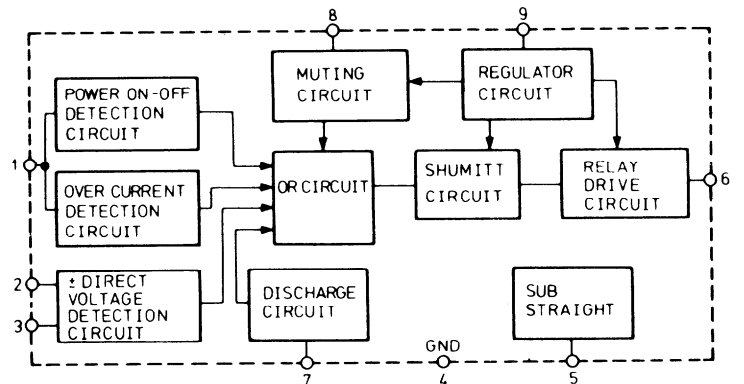 8
9
MUTING
CIRCUIT
REGULATOR
CIRCUIT
POWER ON-OFF
DETECTION
CIRCUIT
1
OVER CURRENT
DETECTION
CIRCUIT
OR CIRCUIT
SHUMITT
CIRCUIT
RELAY
DRIVE
CIRCUIT
6
2
3
± DIRECT
VOLTAGE
DETECTION
CIRCUIT
DISCHARGE
CIRCUIT
SUB
STRAIGHT
GND
7
4
5